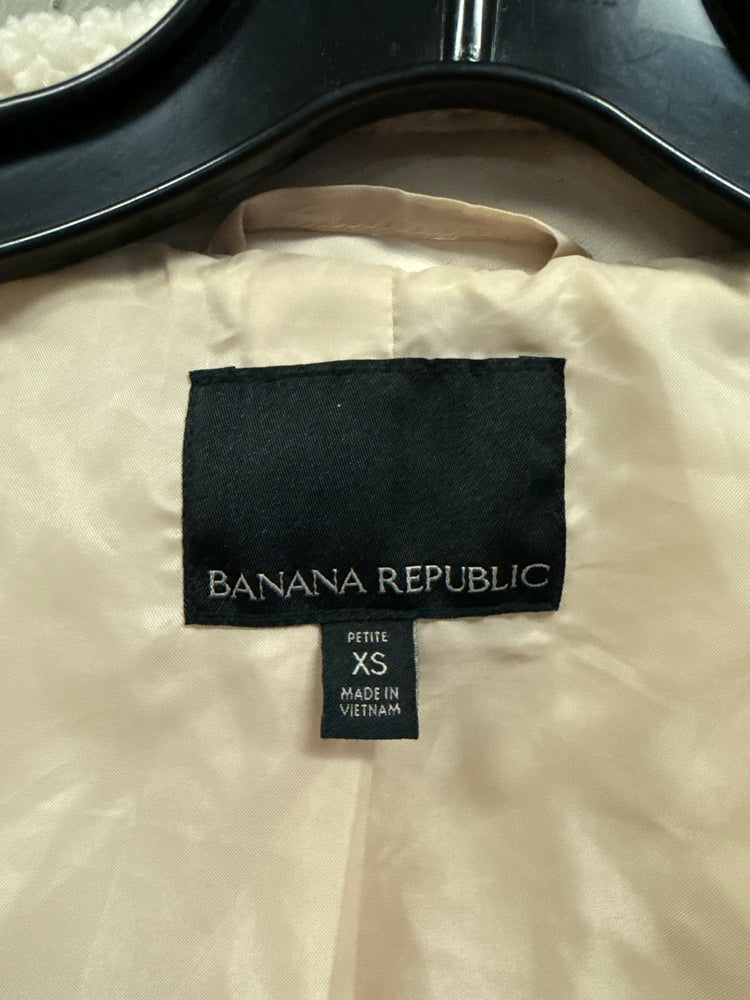 BANANA REPUBLIC
PETITE
XS
MADE IN
VIETNAM